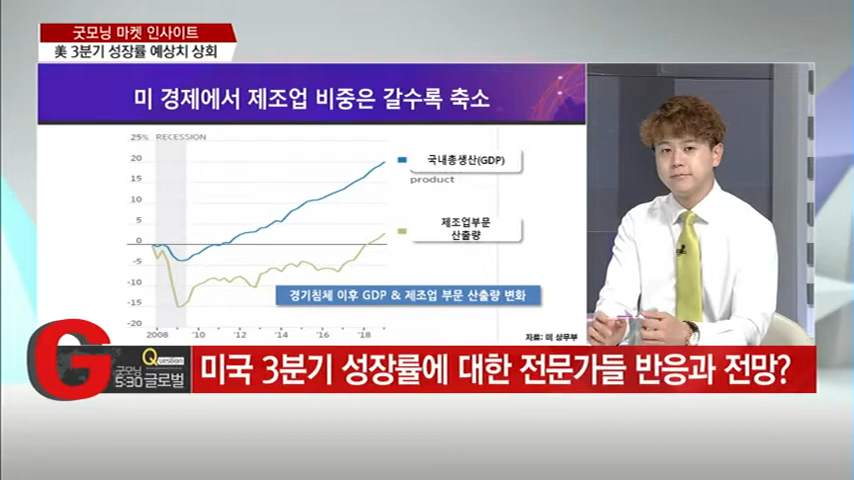 굿모닝 마켓 인사이트
美 3분기 성장률 예상치 상회
미 경제에서 제조업 비중은 갈수록 축소
25%
RECESSION
20
15
10
5
0
-5
-10
-15
-20
2008
'10
'12
'14
'16
'18
국내총생산(GDP)
product
제조업부문
산출량
경기침체 이후 GDP & 제조업 부문 산출량 변화
자료: 미 상무부
G
굿모닝
5:30
글로벌
Question
미국 3분기 성장률에 대한 전문가들 반응과 전망?